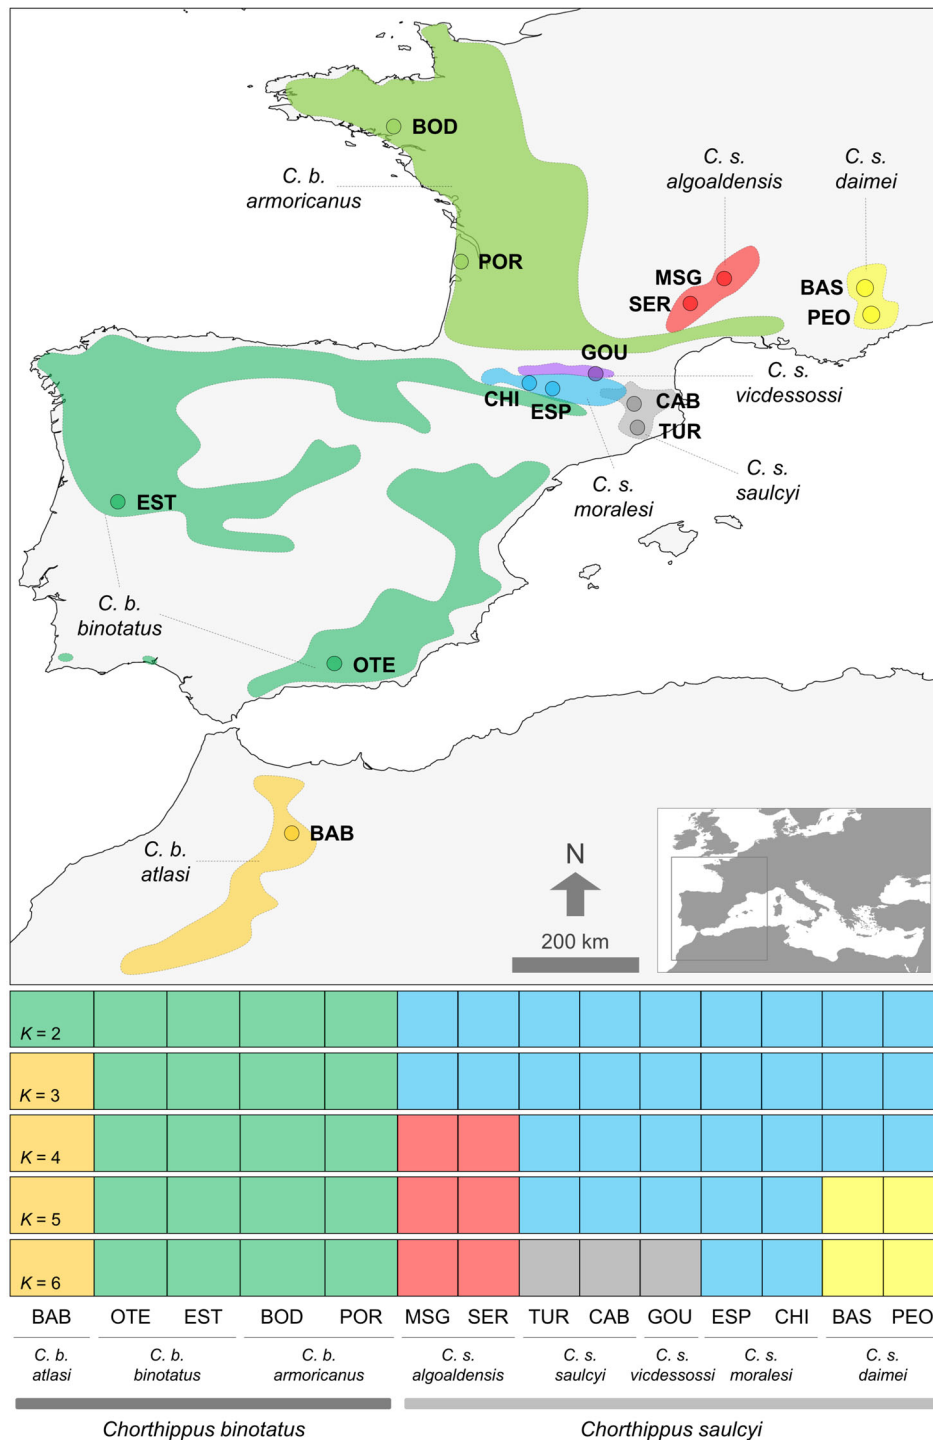 BOD
C. b.
armoricanus
C. s.
algoaldensis
C. s.
daimei
POR
MSG
SER
BAS
PEO
GOU
C. s.
vicdessossi
CHI
ESP
CAB
TUR
C. s.
moralesi
C. s.
saulcyi
EST
C. b.
binotatus
OTE
BAB
C. b.
atlasi
N
200 km
K = 2
K = 3
K = 4
K = 5
K = 6
BAB OTE EST BOD POR MSG SER TUR CAB GOU ESP CHI BAS PEO
C. b. C. b. C. b. C. s. C. s. C. s. C. s. C. s.
atlasi binotatus armoricanus algoaldensis saulcyi vicdessossi moralesi daimei
Chorthippus binotatus Chorthippus saulcyi